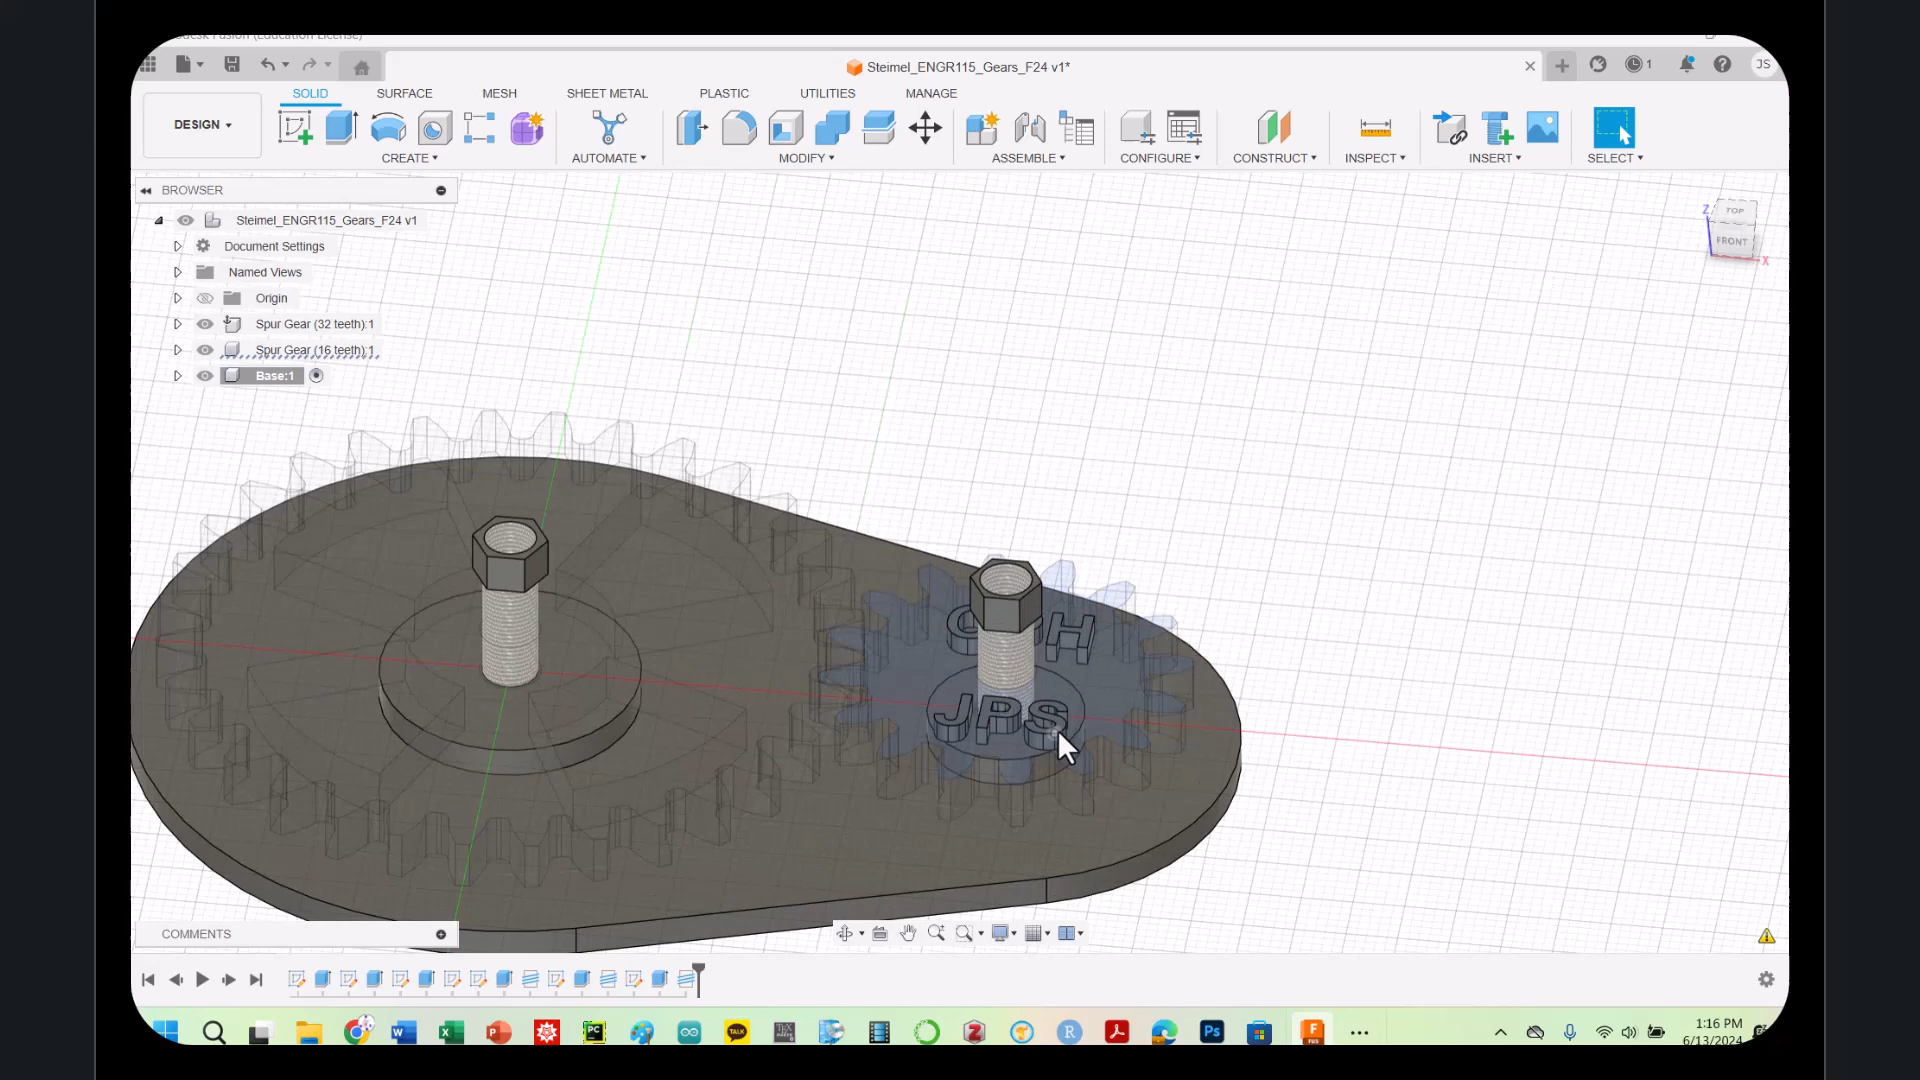 Steimel_ENGR115_Gears_F24 v1*
1
JS
DESIGN
SOLID
SURFACE
MESH
SHEET METAL
PLASTIC
UTILITIES
MANAGE
CREATE
AUTOMATE
MODIFY
ASSEMBLE
CONFIGURE
CONSTRUCT
INSPECT
INSERT
SELECT
BROWSER
Steimel_ENGR115_Gears_F24 v1
Document Settings
Named Views
Origin
Spur Gear (32 teeth):1
Spur Gear (16 teeth):1
Base:1
Z
TOP
FRONT
X
JPS
COMMENTS
1:16 PM
6/13/2024